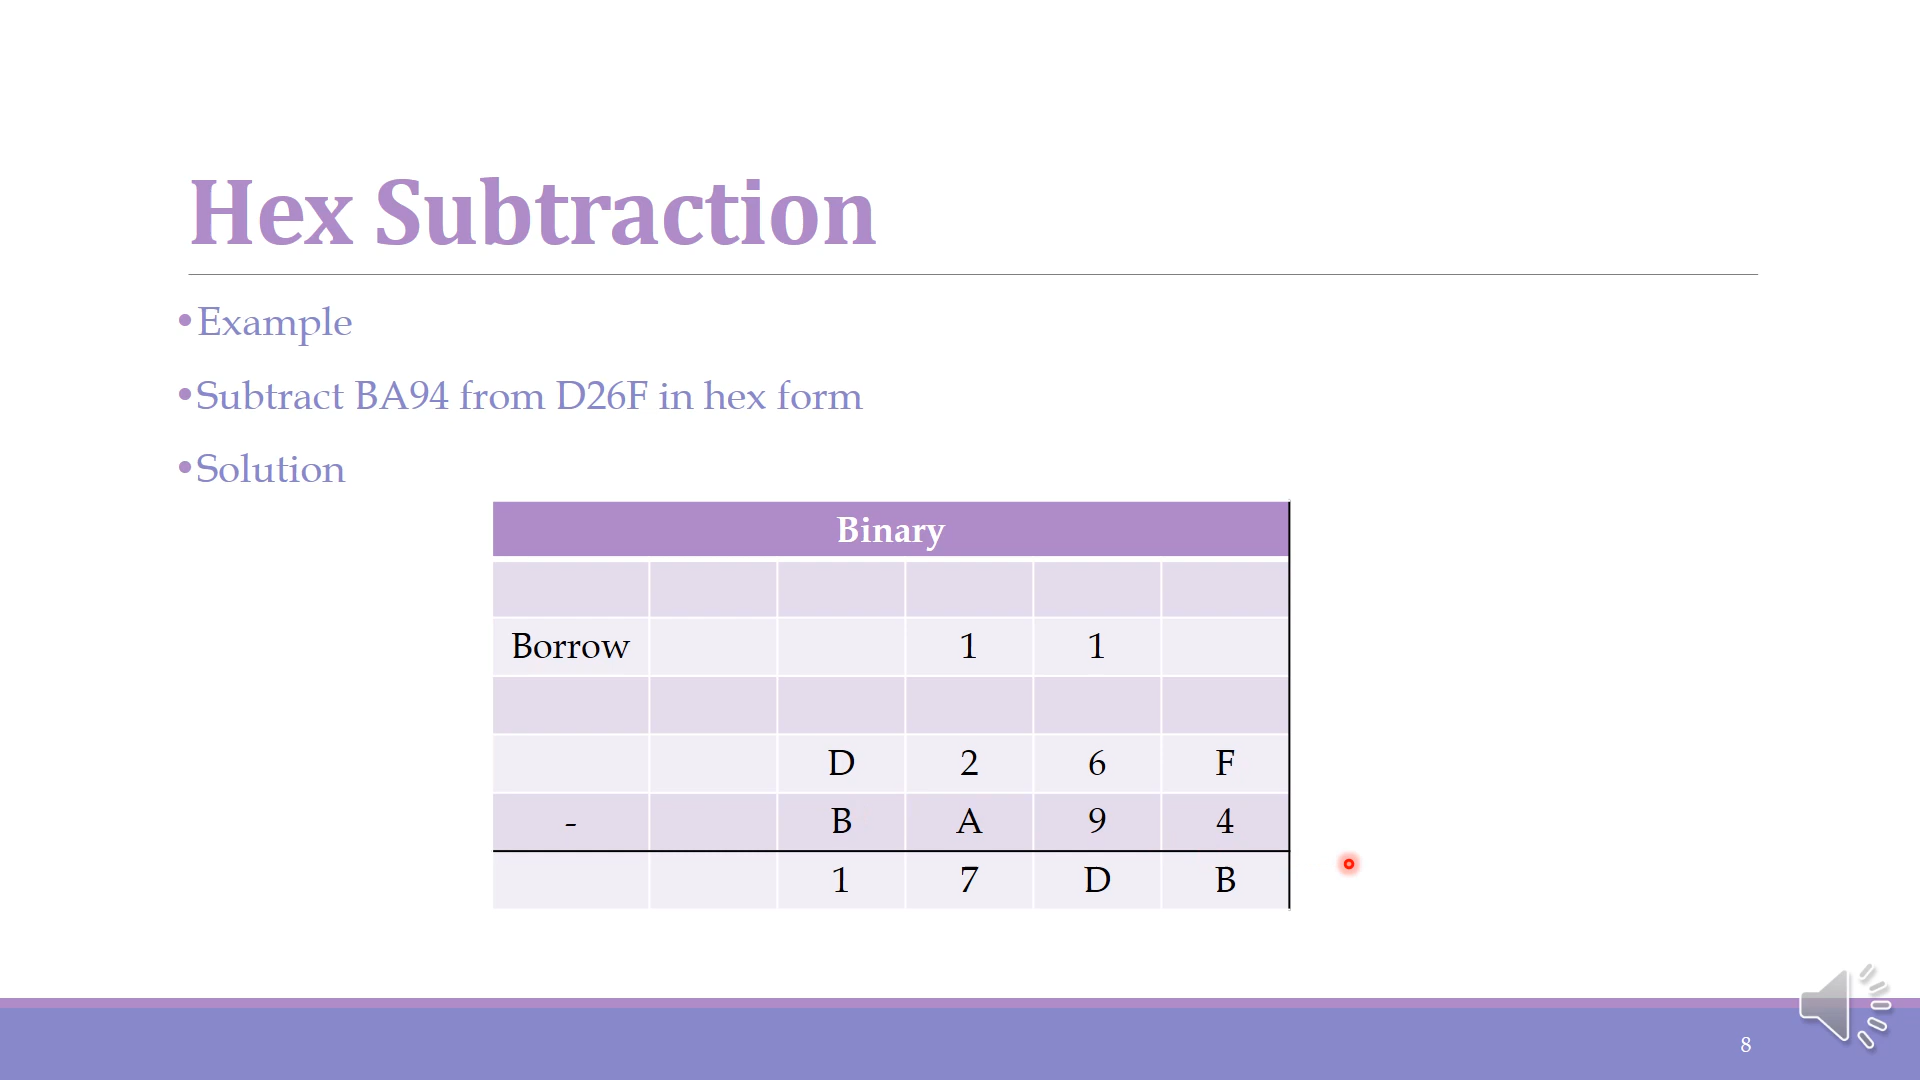 Hex Subtraction
•Example
•Subtract BA94 from D26F in hex form
•Solution
Binary
Borrow 1 1
D 2 6 F
- B A 9 4
1 7 D B
8